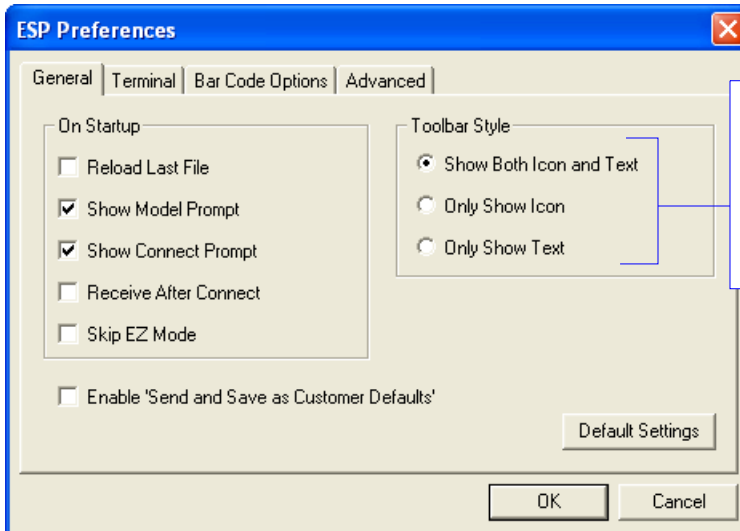 ESP Preferences
General
Terminal
Bar Code Options
Advanced
On Startup
Reload Last File
Show Model Prompt
Show Connect Prompt
Receive After Connect
Skip EZ Mode
Toolbar Style
Show Both Icon and Text
Only Show Icon
Only Show Text
Enable 'Send and Save as Customer Defaults'
Default Settings
OK
Cancel